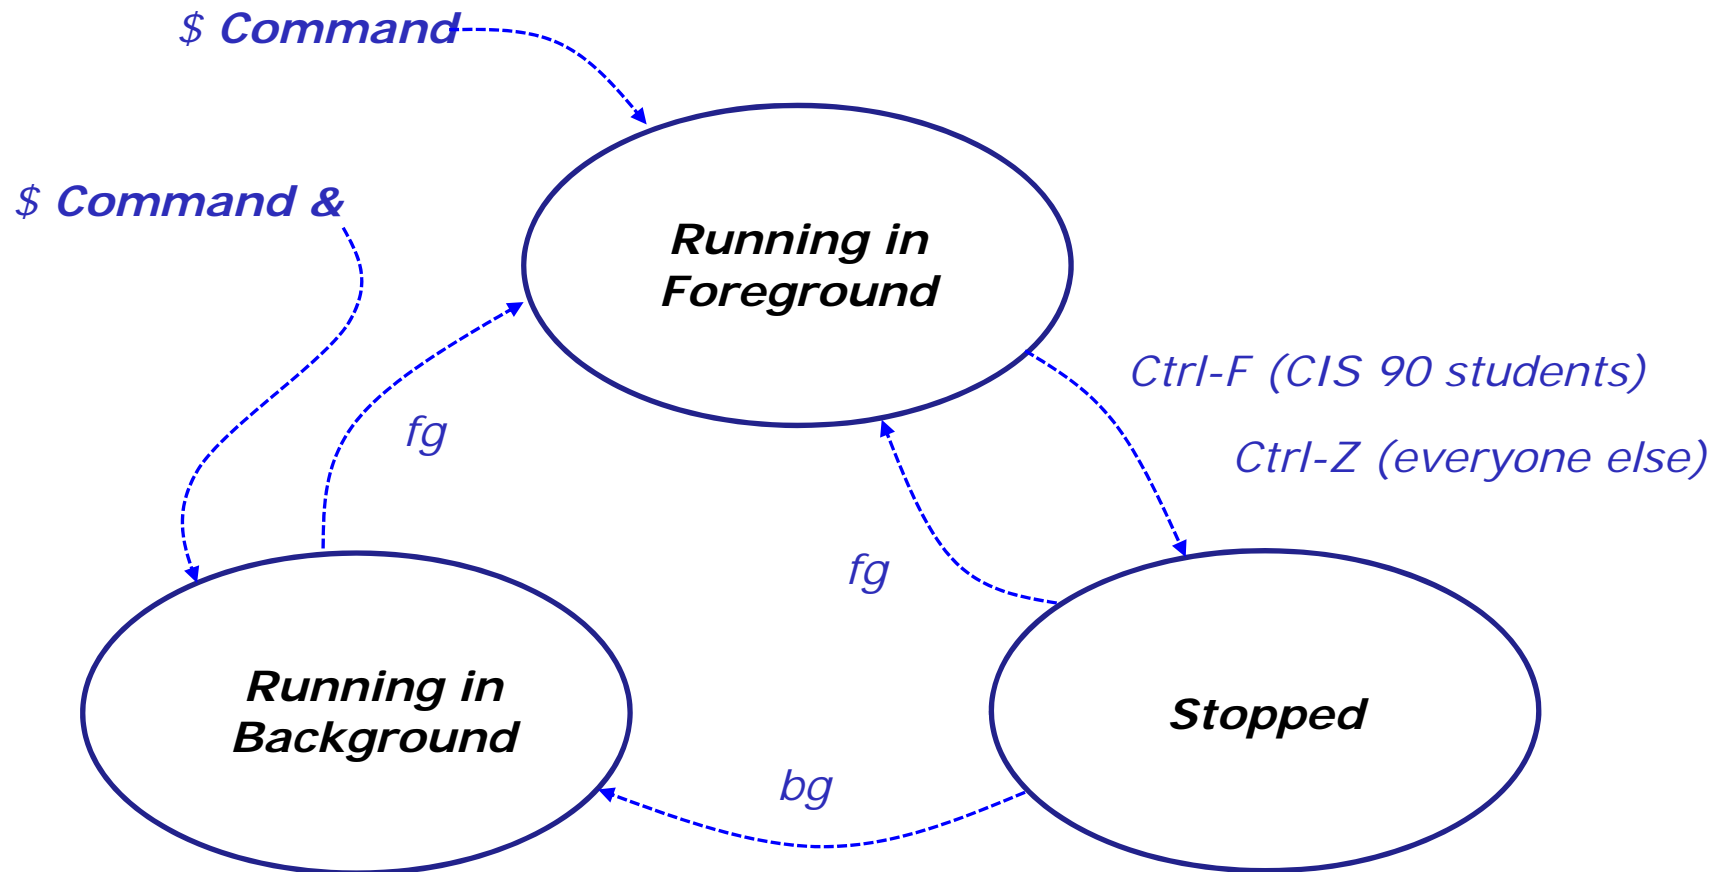 $ Command
$ Command &
Running in
Foreground
Ctrl-F (CIS 90 students)
Ctrl-Z (everyone else)
fg
fg
Running in
Background
Stopped
bg